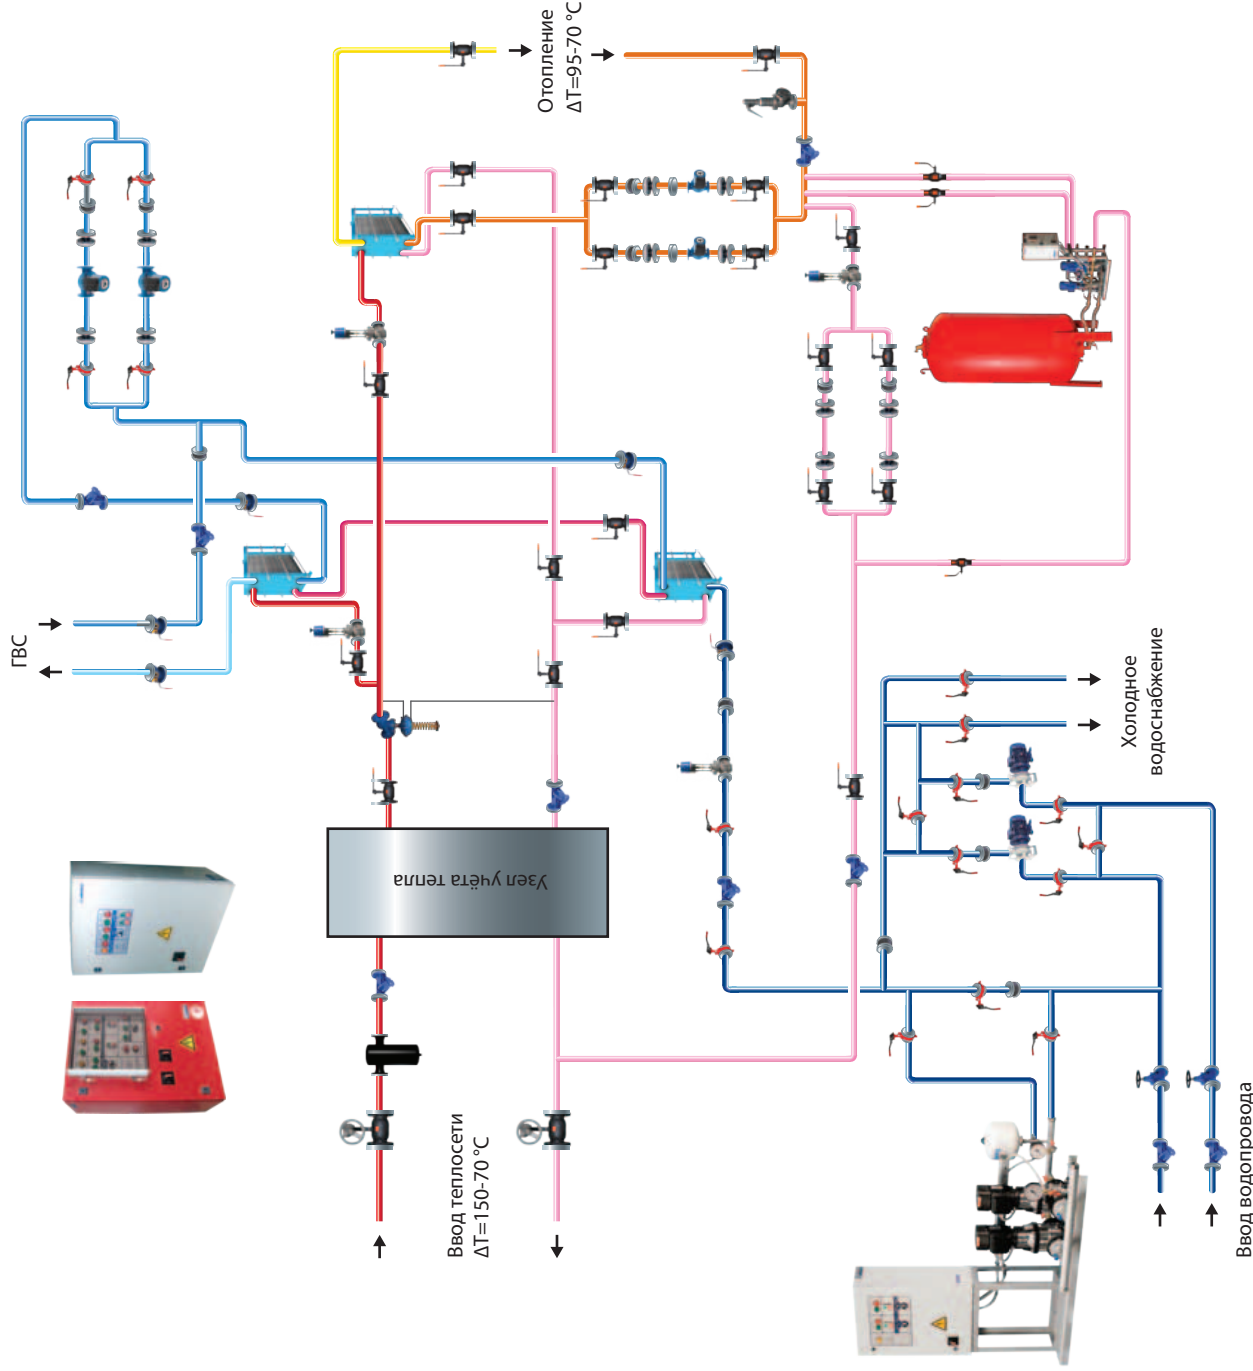 Отопление
ΔT=95-70 °C
ГВС
Холодное
водоснабжение
Узел учёта тепла
Ввод теплосети
ΔT=150-70 °C
Ввод водопровода